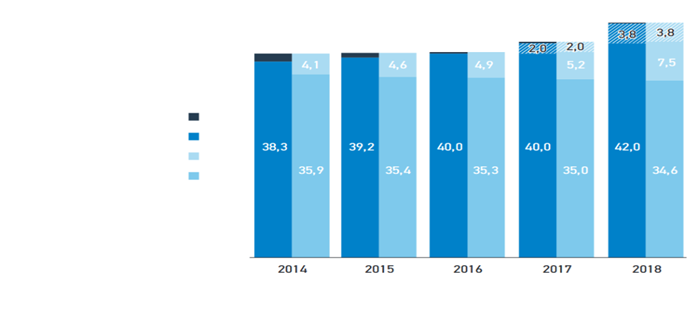 3,8 3,8
2,0 2,0
4,1 4,6 4,9 5,2 7,5
38,3 39,2 40,0 40,0 42,0
35,9 35,4 35,3 35,0 34,6
2014 2015 2016 2017 2018